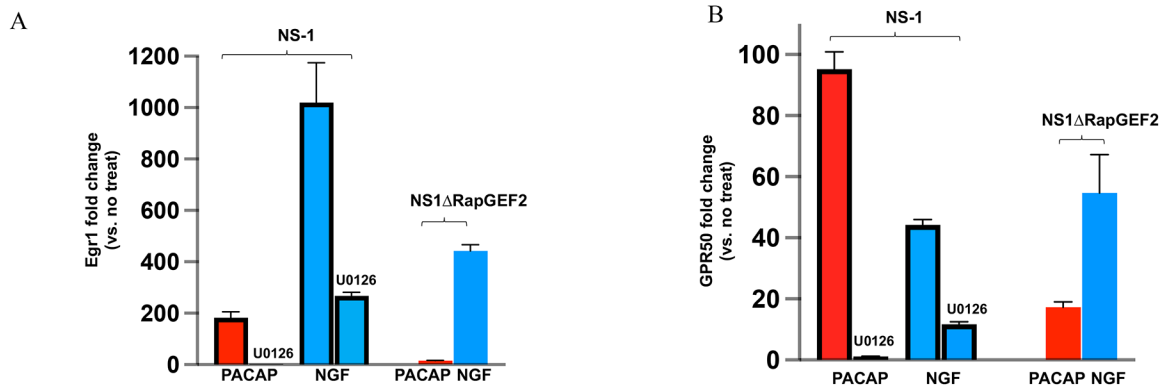 A
NS-1
Egr1 fold change
(vs. no treat)
1200
1000
800
600
400
200
0
NS1ΔRapGEF2
U0126
U0126
PACAP NGF PACAP NGF
B
NS-1
GPR50 fold change
(vs. no treat)
100
80
60
40
20
0
NS1ΔRapGEF2
U0126
U0126
PACAP NGF PACAP NGF